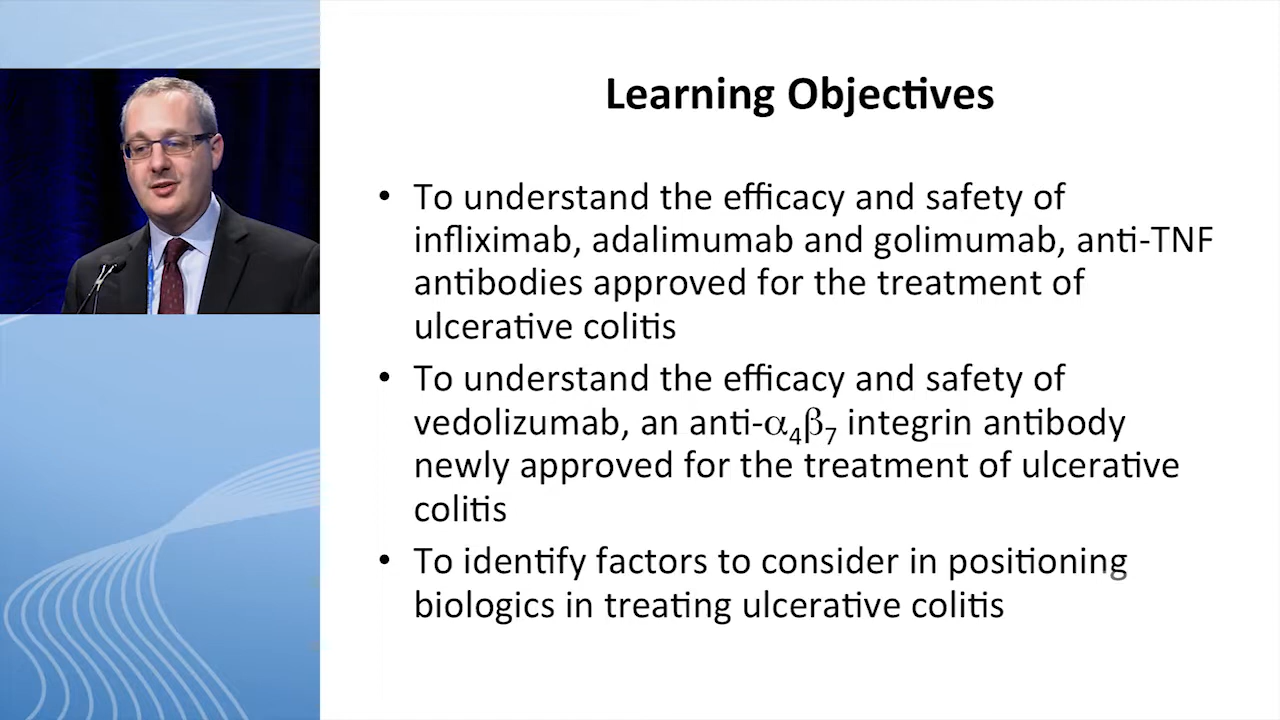 Learning Objectives
• To understand the efficacy and safety of
infliximab, adalimumab and golimumab, anti-TNF
antibodies approved for the treatment of
ulcerative colitis
• To understand the efficacy and safety of
vedolizumab, an anti-α₄β₇ integrin antibody
newly approved for the treatment of ulcerative
colitis
• To identify factors to consider in positioning
biologics in treating ulcerative colitis